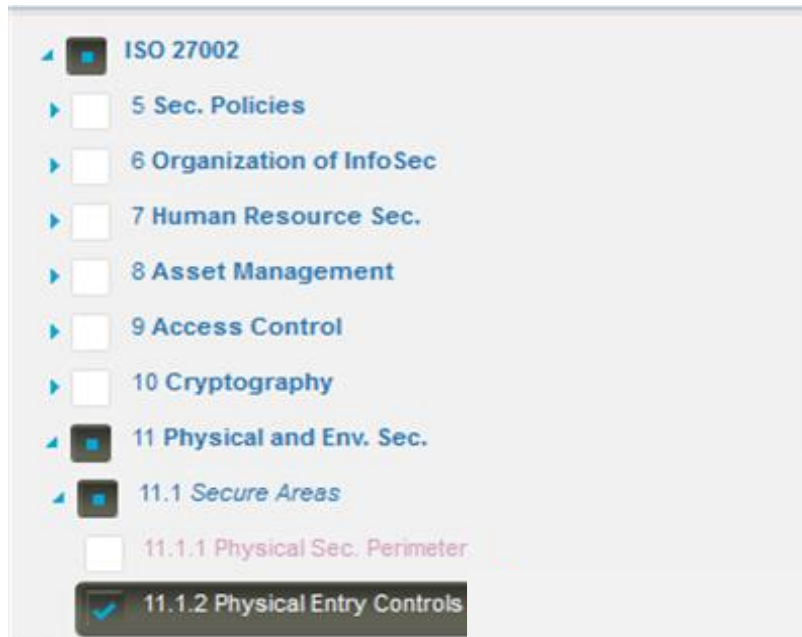 ISO 27002
5 Sec. Policies
6 Organization of InfoSec
7 Human Resource Sec.
8 Asset Management
9 Access Control
10 Cryptography
11 Physical and Env. Sec.
11.1 Secure Areas
11.1.1 Physical Sec. Perimeter
11.1.2 Physical Entry Controls